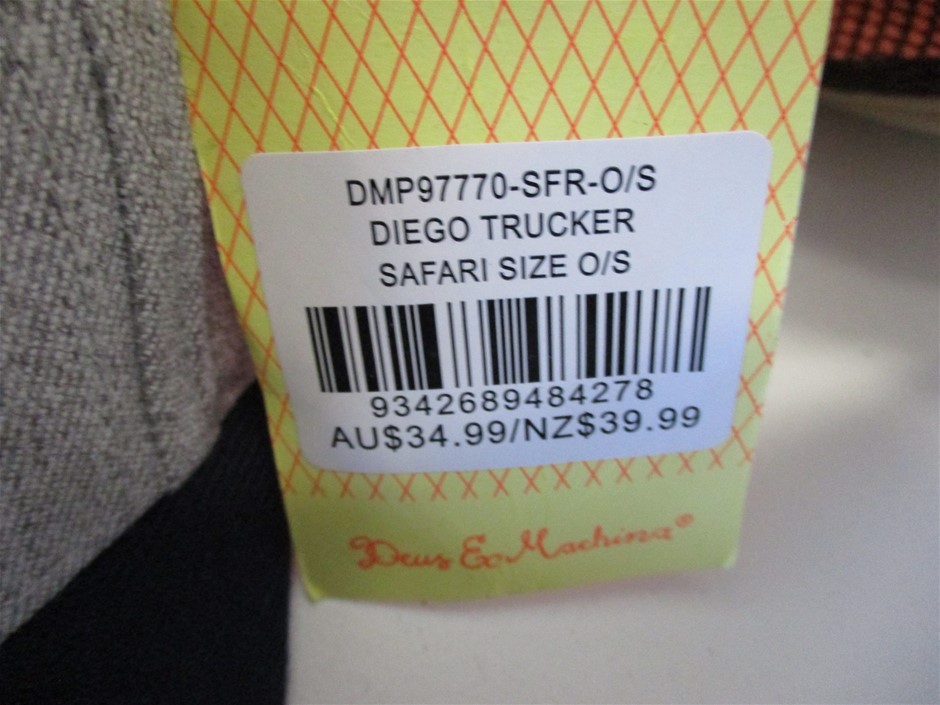 DMP97770-SFR-O/S
DIEGO TRUCKER
SAFARI SIZE O/S
9342689484278
AU$34.99/NZ$39.99
Deus Ex Machina®